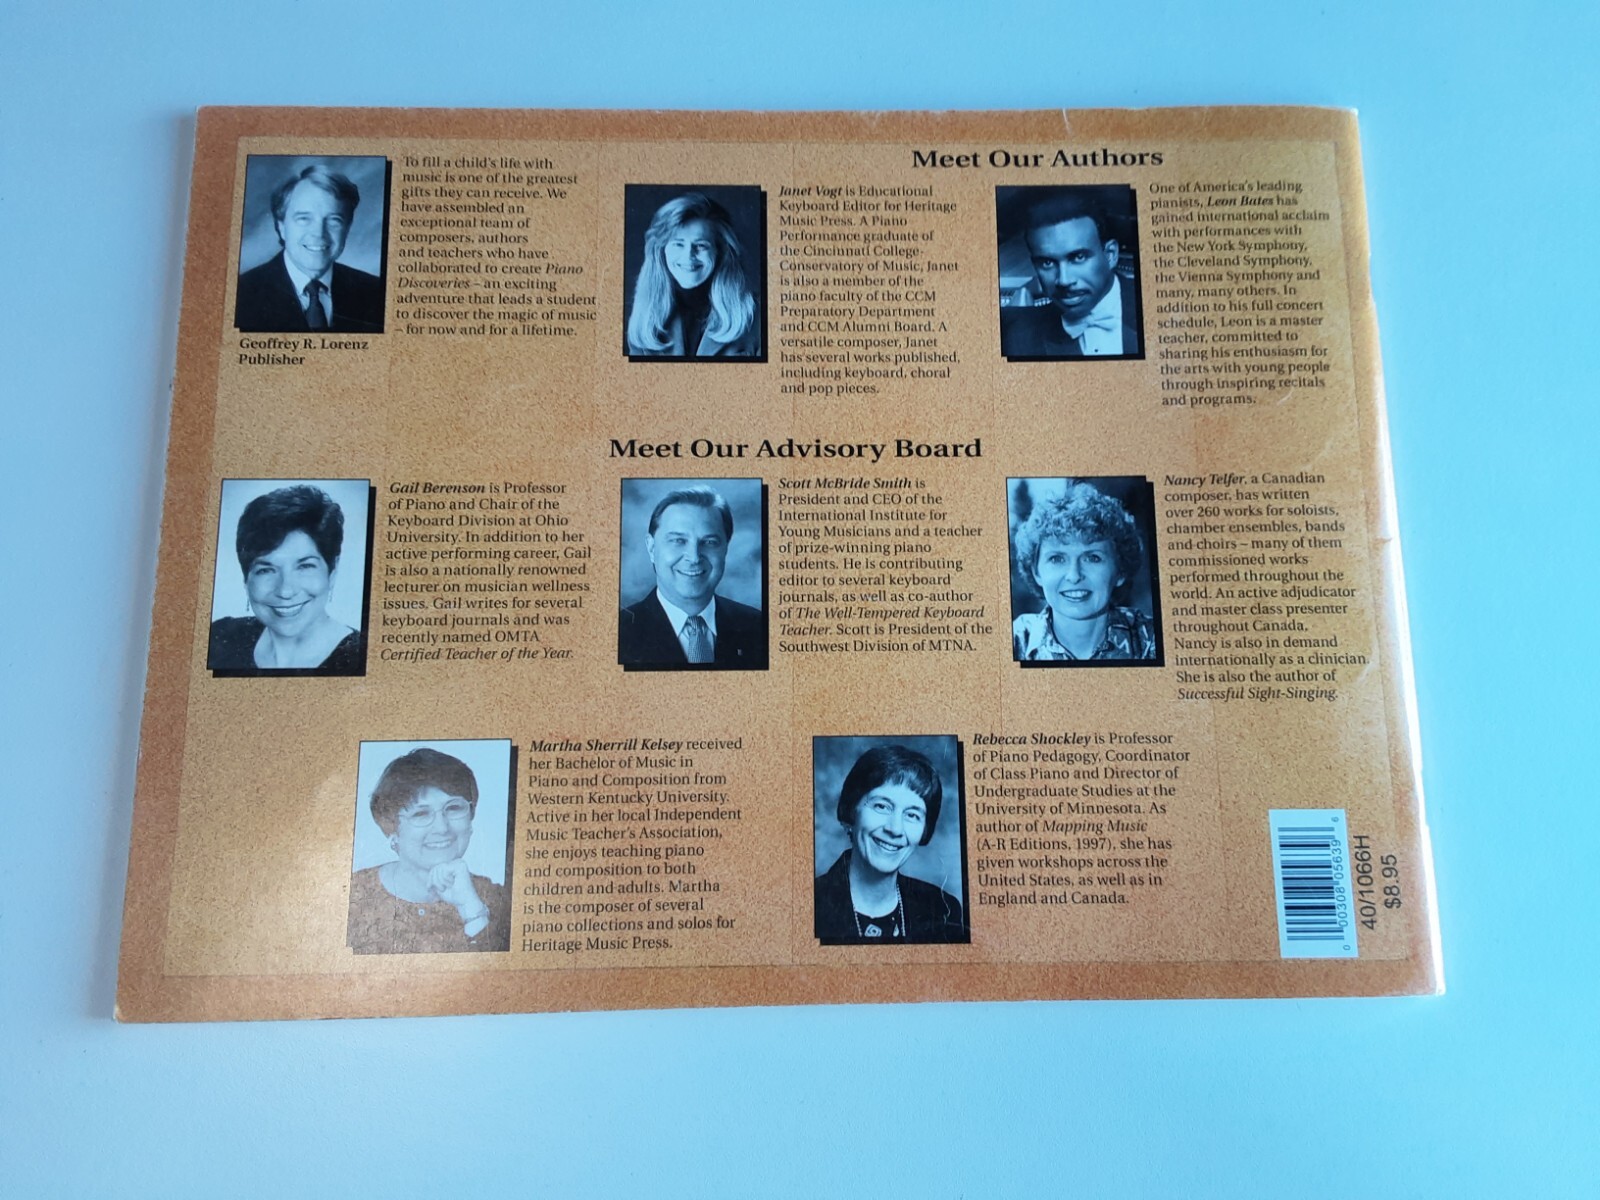 To fill a child's life with
music is one of the greatest
gifts they can receive. We
have assembled an
exceptional team of
composers, authors
and teachers who have
collaborated to create Piano
Discoveries – an exciting
adventure that leads a student
to discover the magic of music
– for now and for a lifetime.
Geoffrey R. Lorenz
Publisher
Meet Our Authors
Janet Vogt is Educational
Keyboard Editor for Heritage
Music Press. A Piano
Performance graduate of
the Cincinnati College-
Conservatory of Music, Janet
is also a member of the
piano faculty of the CCM
Preparatory Department
and CCM Alumni Board. A
versatile composer, Janet
has several works published,
including keyboard, choral
and pop pieces.
One of America's leading
pianists, Leon Bates has
gained international acclaim
with performances with
the New York Symphony,
the Cleveland Symphony,
the Vienna Symphony and
many, many others. In
addition to his full concert
schedule, Leon is a master
teacher, committed to
sharing his enthusiasm for
the arts with young people
through inspiring recitals
and programs.
Meet Our Advisory Board
Gail Berenson is Professor
of Piano and Chair of the
Keyboard Division at Ohio
University. In addition to her
active performing career, Gail
is also a nationally renowned
lecturer on musician wellness
issues. Gail writes for several
keyboard journals and was
recently named OMTA
Certified Teacher of the Year.
Scott McBride Smith is
President and CEO of the
International Institute for
Young Musicians and a teacher
of prize-winning piano
students. He is contributing
editor to several keyboard
journals, as well as co-author
of The Well-Tempered Keyboard
Teacher. Scott is President of the
Southwest Division of MTNA.
Nancy Telfer, a Canadian
composer, has written
over 260 works for soloists,
chamber ensembles, bands
and choirs – many of them
commissioned works
performed throughout the
world. An active adjudicator
and master class presenter
throughout Canada,
Nancy is also in demand
internationally as a clinician.
She is also the author of
Successful Sight-Singing.
Martha Sherrill Kelsey received
her Bachelor of Music in
Piano and Composition from
Western Kentucky University.
Active in her local Independent
Music Teacher's Association,
she enjoys teaching piano
and composition to both
children and adults. Martha
is the composer of several
piano collections and solos for
Heritage Music Press.
Rebecca Shockley is Professor
of Piano Pedagogy, Coordinator
of Class Piano and Director of
Undergraduate Studies at the
University of Minnesota. As
author of Mapping Music
(A-R Editions, 1997), she has
given workshops across the
United States, as well as in
England and Canada.
0 00308 05639 6
40/1066H
$8.95